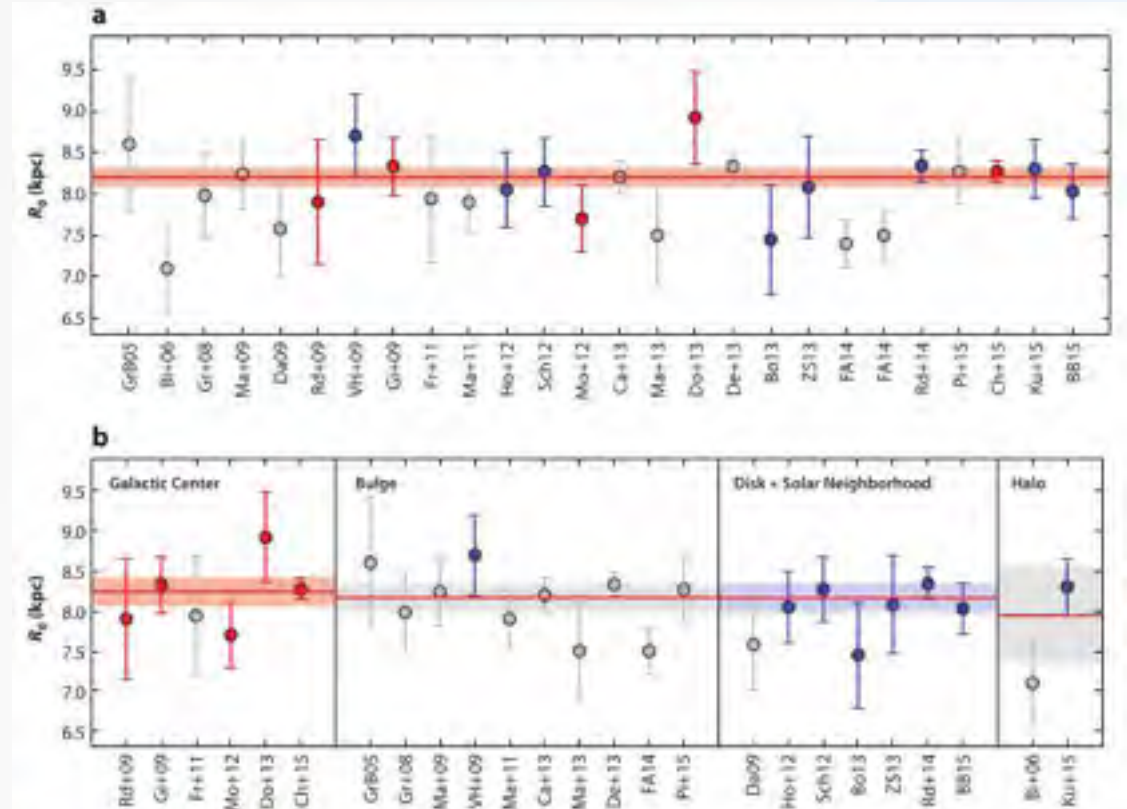 a
9.5
9.0
8.5
8.0
7.5
7.0
6.5
R₀ (kpc)
GrB05
Bi+06
Gr+08
Ma+09
Da09
Rd+09
VH+09
Gi+09
Fr+11
Ma+11
Ho+12
Sch12
Mo+12
Ca+13
Ma+13
Do+13
De+13
Bo13
ZS13
FA14
FA14
Rd+14
Pi+15
Ch+15
Ku+15
BB15
b
Galactic Center
Bulge
Disk + Solar Neighborhood
Halo
9.5
9.0
8.5
8.0
7.5
7.0
6.5
R₀ (kpc)
Rd+09
Gi+09
Fr+11
Mo+12
Do+13
Ch+15
GrB05
Gr+08
Ma+09
VH+09
Ma+11
Ca+13
Ma+13
De+13
FA14
Pi+15
Da09
Ho+12
Sch12
Bo13
ZS13
Rd+14
BB15
Bi+06
Ku+15